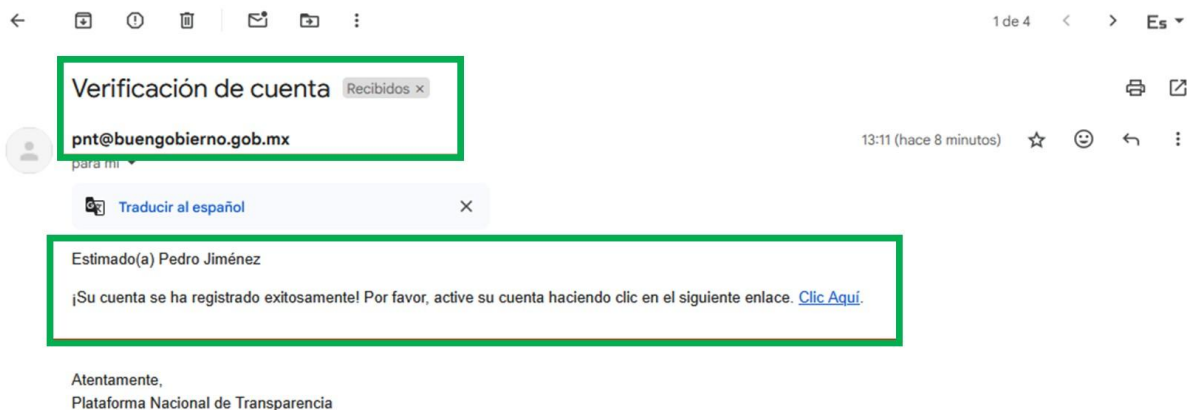 1 de 4
Es
Verificación de cuenta Recibidos ×
pnt@buengobierno.gob.mx
13:11 (hace 8 minutos)
para mí
Traducir al español
Estimado(a) Pedro Jiménez
¡Su cuenta se ha registrado exitosamente! Por favor, active su cuenta haciendo clic en el siguiente enlace. Clic Aquí.
Atentamente,
Plataforma Nacional de Transparencia